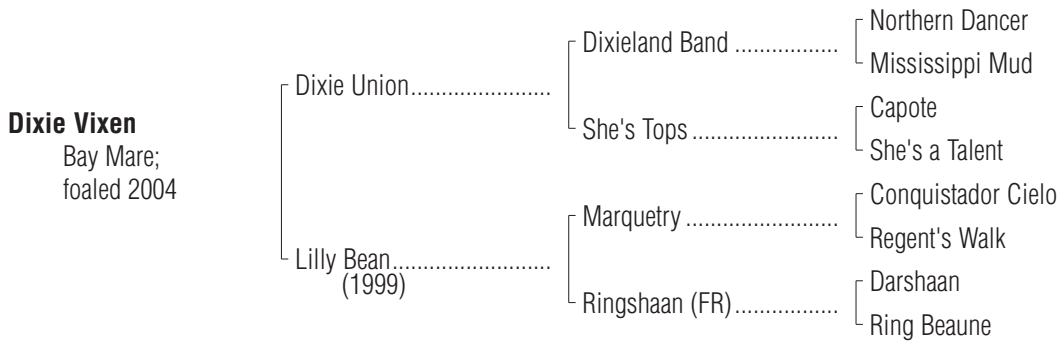 Dixie Vixen
Bay Mare;
foaled 2004
Dixie Union......................
Lilly Bean.........................
(1999)
Dixieland Band .................
She's Tops ........................
Marquetry .........................
Ringshaan (FR).................
Northern Dancer
Mississippi Mud
Capote
She's a Talent
Conquistador Cielo
Regent's Walk
Darshaan
Ring Beaune